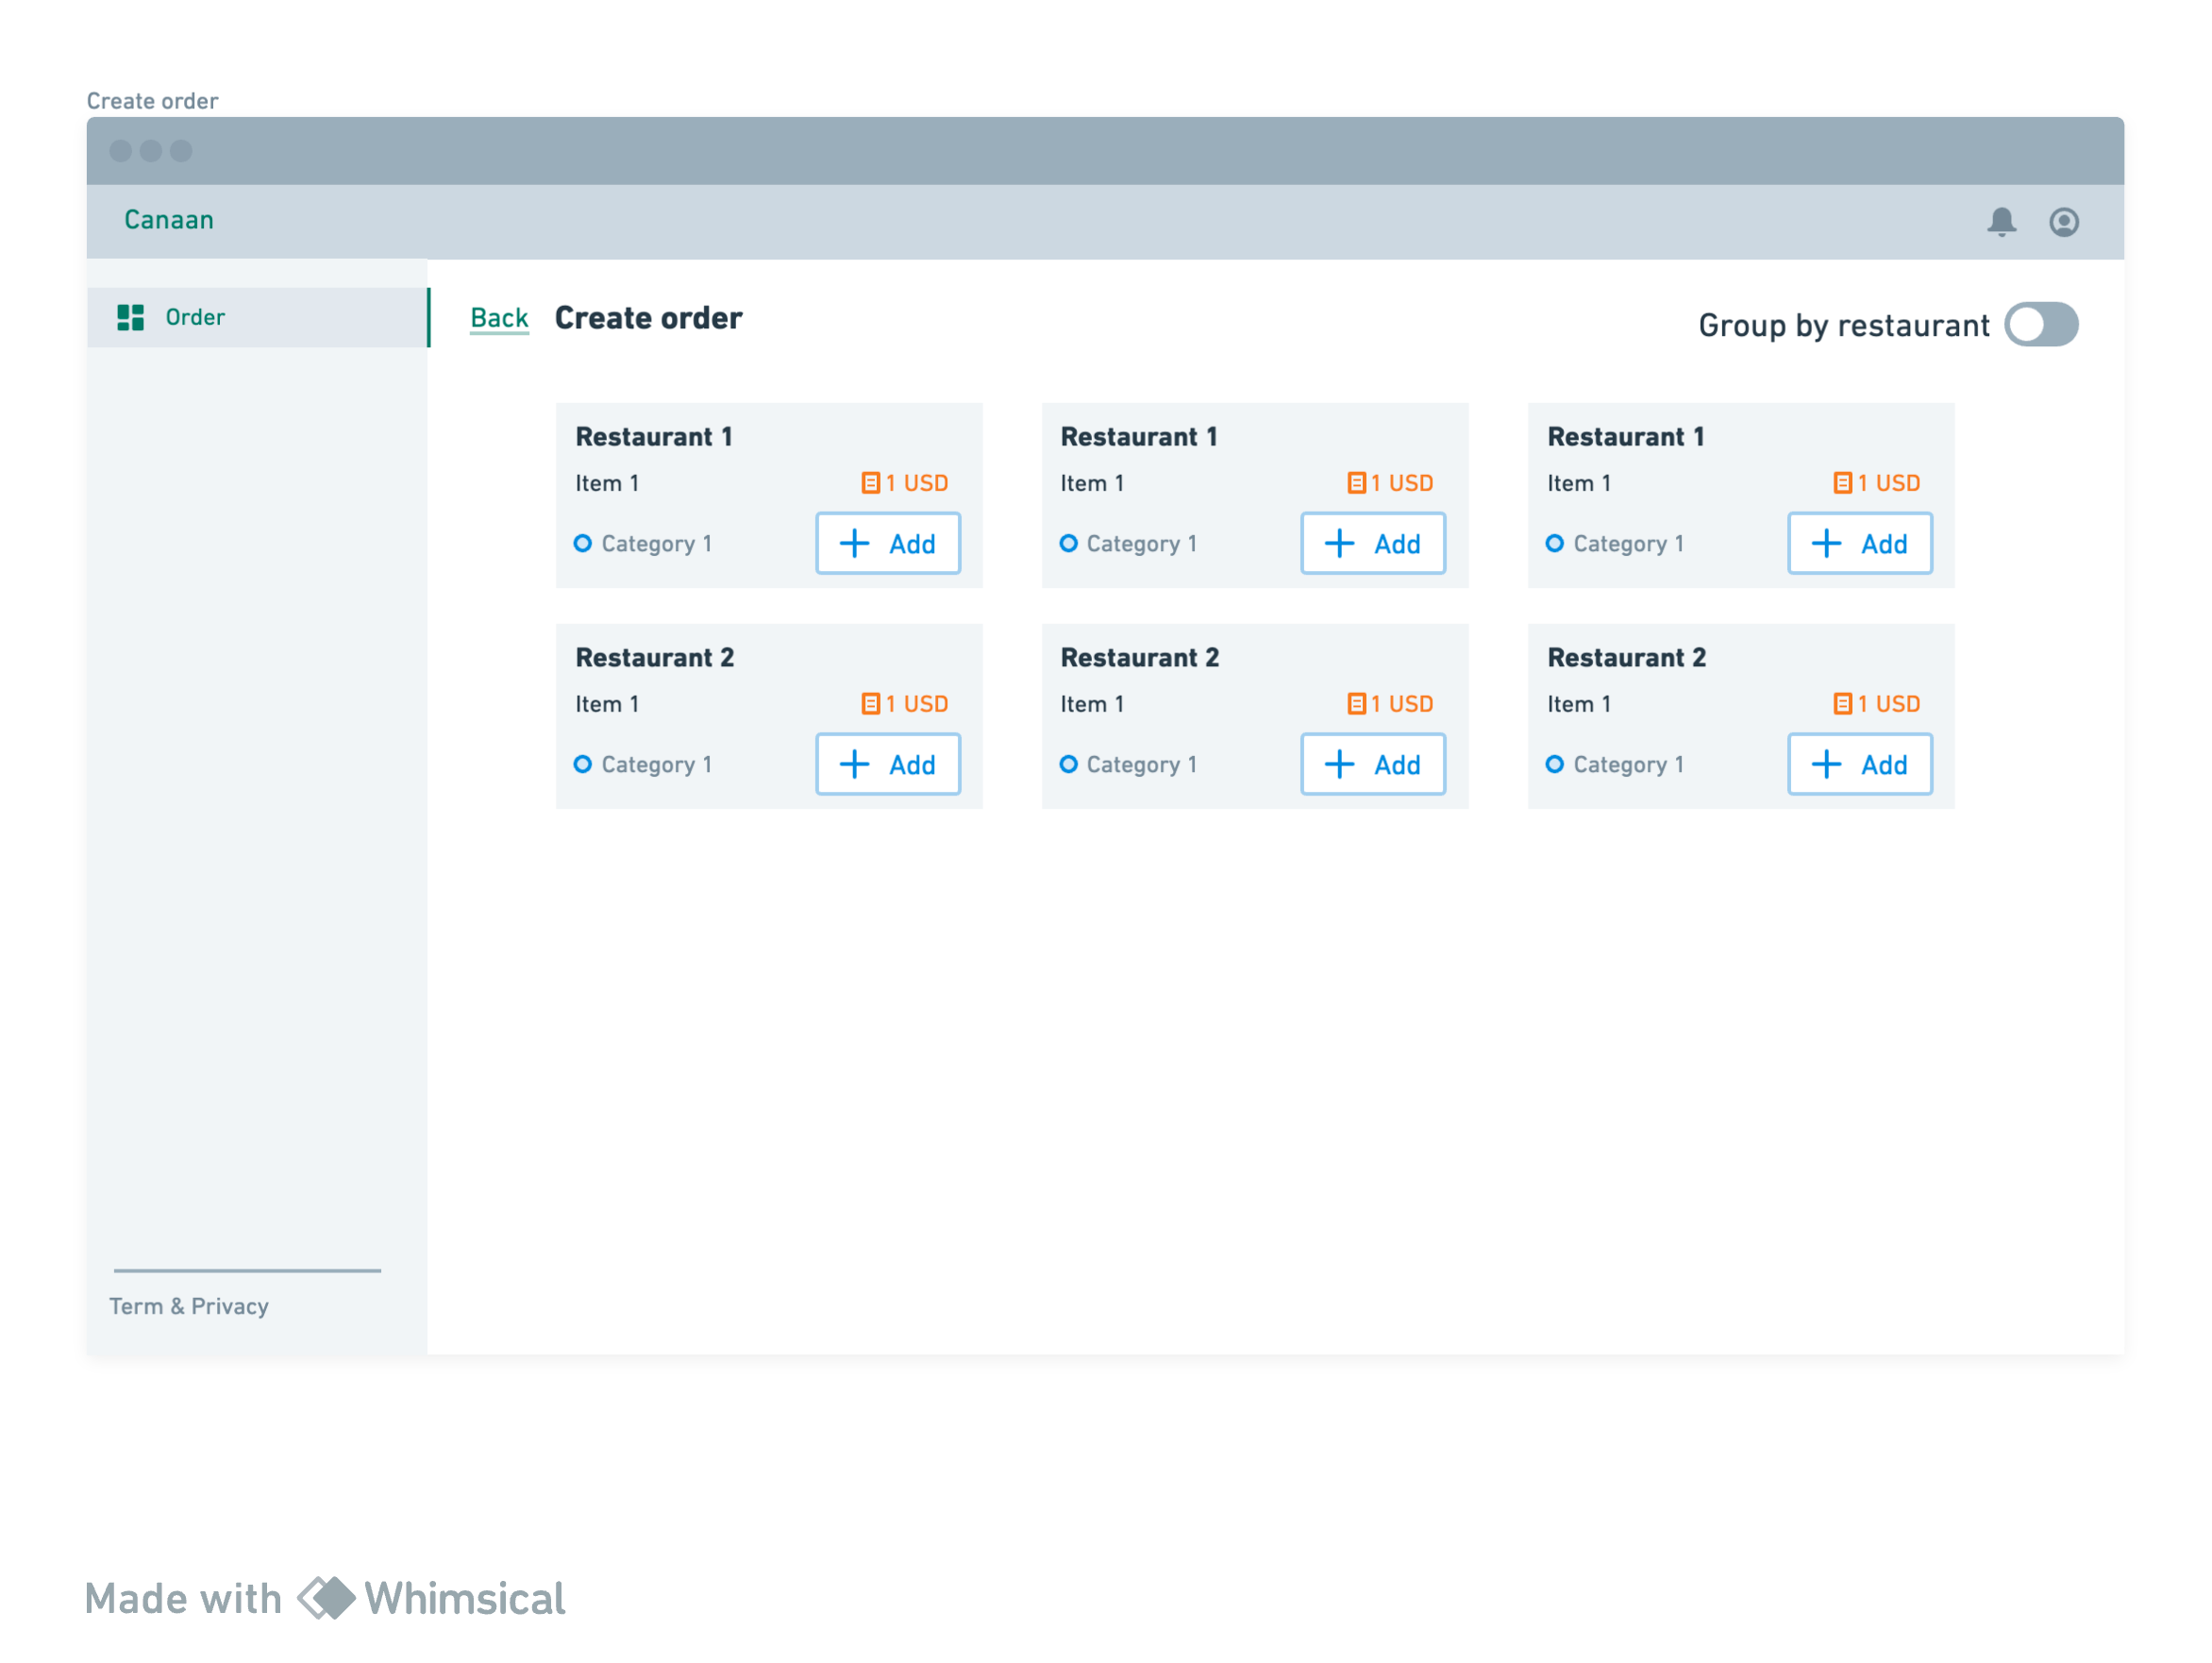 Create order
Canaan
Order
Back Create order
Group by restaurant
Restaurant 1 Restaurant 1 Restaurant 1
Item 1 1 USD Item 1 1 USD Item 1 1 USD
Category 1 Add Category 1 Add Category 1 Add
Restaurant 2 Restaurant 2 Restaurant 2
Item 1 1 USD Item 1 1 USD Item 1 1 USD
Category 1 Add Category 1 Add Category 1 Add
Term & Privacy
Made with Whimsical